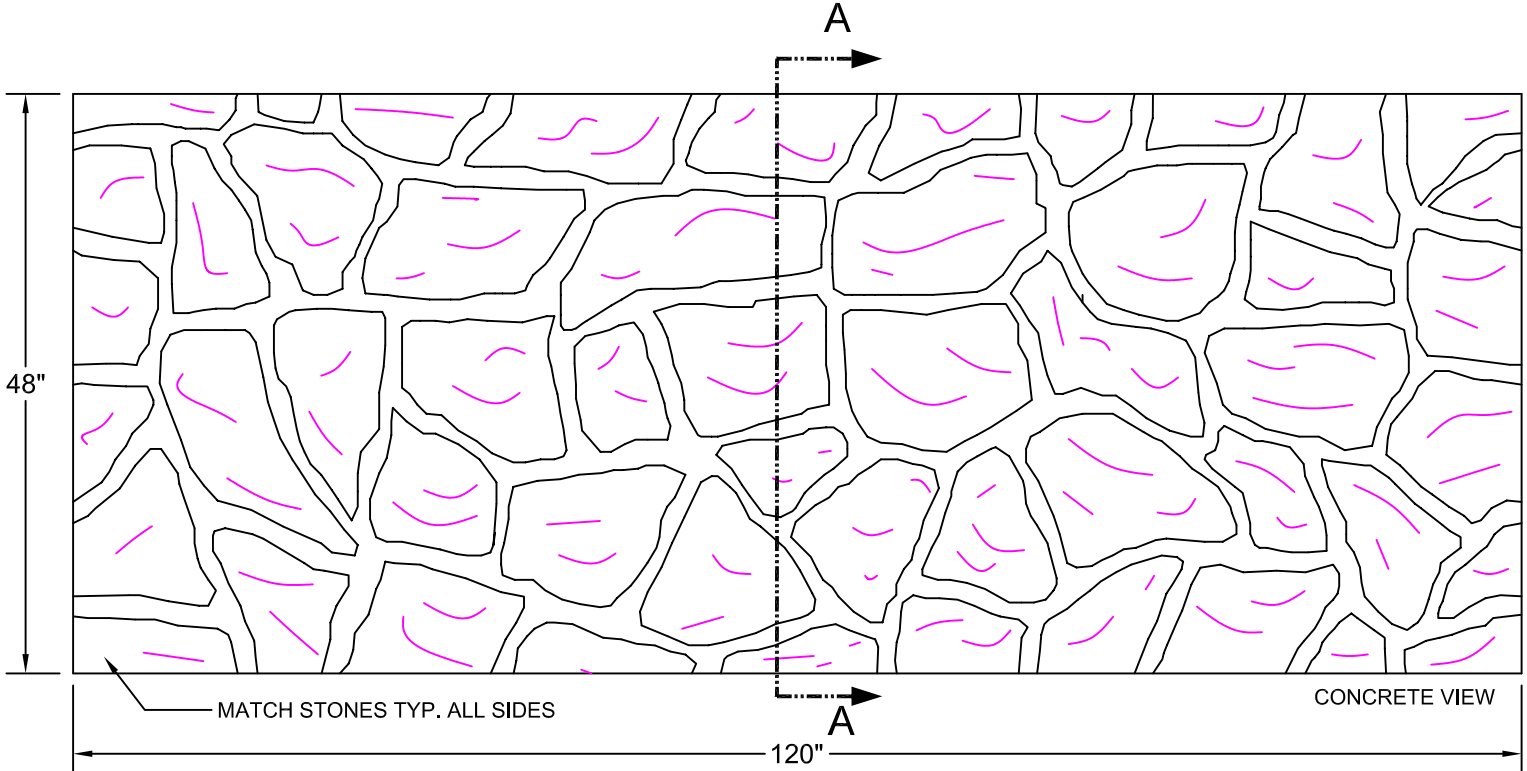 A
48"
MATCH STONES TYP. ALL SIDES
A
CONCRETE VIEW
120"